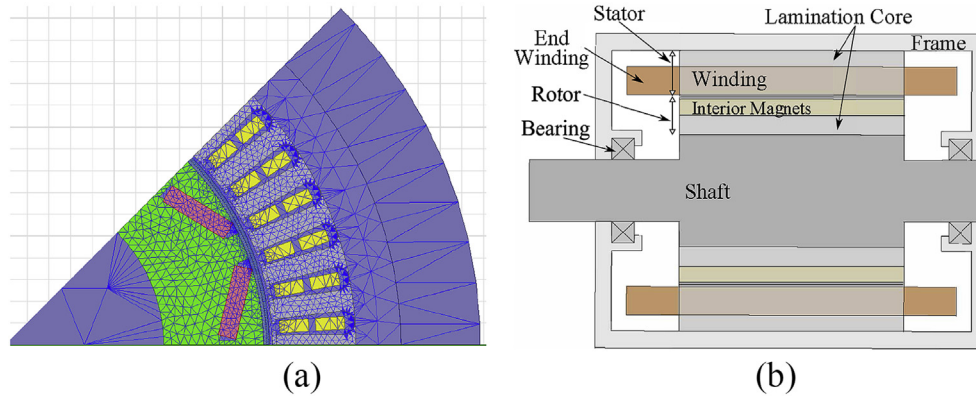 Stator
Lamination Core
End
Winding
Frame
Winding
Rotor
Interior Magnets
Bearing
Shaft
(a)
(b)